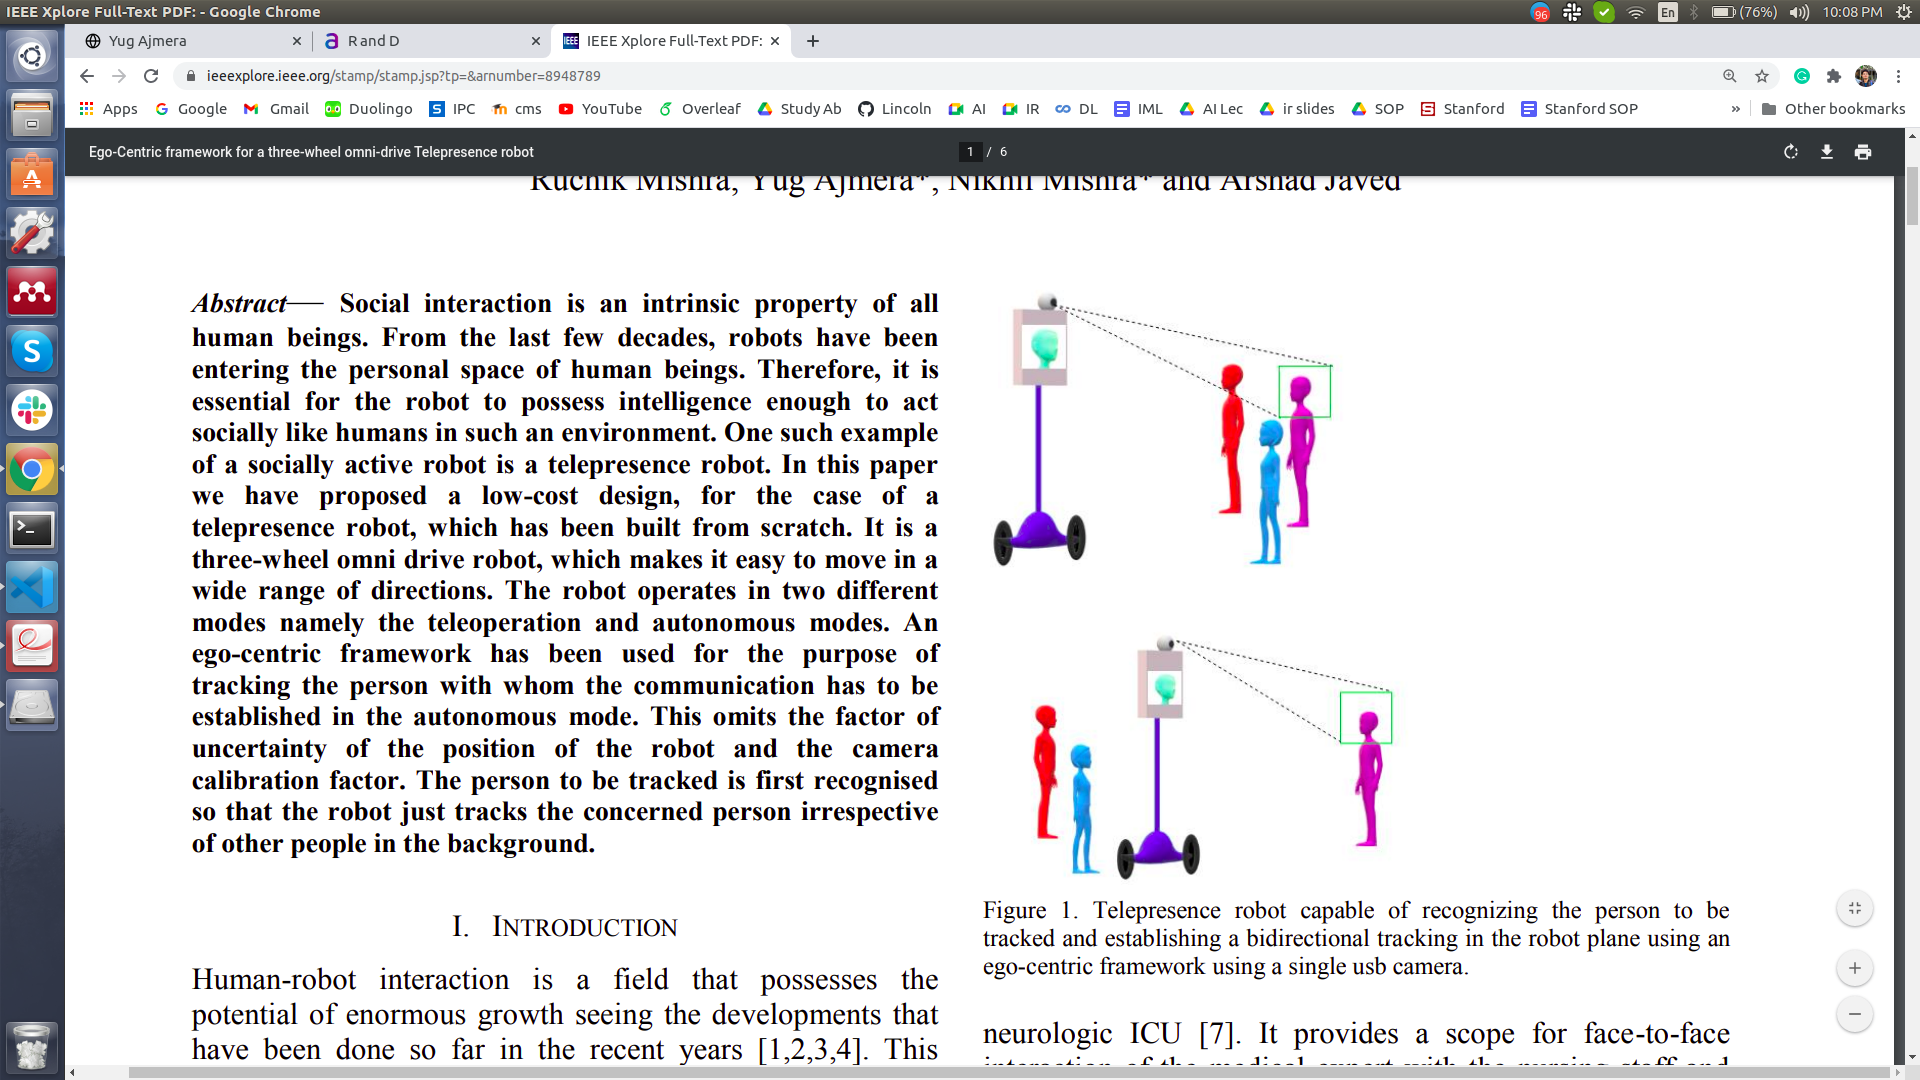 IEEE Xplore Full-Text PDF: - Google Chrome
96
En
(76%)
10:08 PM
Yug Ajmera
R and D
IEEE Xplore Full-Text PDF:
ieeexplore.ieee.org/stamp/stamp.jsp?tp=&arnumber=8948789
Apps Google Gmail Duolingo IPC cms YouTube Overleaf Study Ab Lincoln AI IR DL IML AI Lec ir slides SOP Stanford Stanford SOP » Other bookmarks
Ego-Centric framework for a three-wheel omni-drive Telepresence robot
1 / 6
Ruchik Mishra, Yug Ajmera*, Nikhil Mishra* and Arshad Javed
Abstract— Social interaction is an intrinsic property of all
human beings. From the last few decades, robots have been
entering the personal space of human beings. Therefore, it is
essential for the robot to possess intelligence enough to act
socially like humans in such an environment. One such example
of a socially active robot is a telepresence robot. In this paper
we have proposed a low-cost design, for the case of a
telepresence robot, which has been built from scratch. It is a
three-wheel omni drive robot, which makes it easy to move in a
wide range of directions. The robot operates in two different
modes namely the teleoperation and autonomous modes. An
ego-centric framework has been used for the purpose of
tracking the person with whom the communication has to be
established in the autonomous mode. This omits the factor of
uncertainty of the position of the robot and the camera
calibration factor. The person to be tracked is first recognised
so that the robot just tracks the concerned person irrespective
of other people in the background.
I. INTRODUCTION
Human-robot interaction is a field that possesses the
potential of enormous growth seeing the developments that
have been done so far in the recent years [1,2,3,4]. This
Figure 1. Telepresence robot capable of recognizing the person to be
tracked and establishing a bidirectional tracking in the robot plane using an
ego-centric framework using a single usb camera.
neurologic ICU [7]. It provides a scope for face-to-face
interaction of the medical expert with the nursing staff and